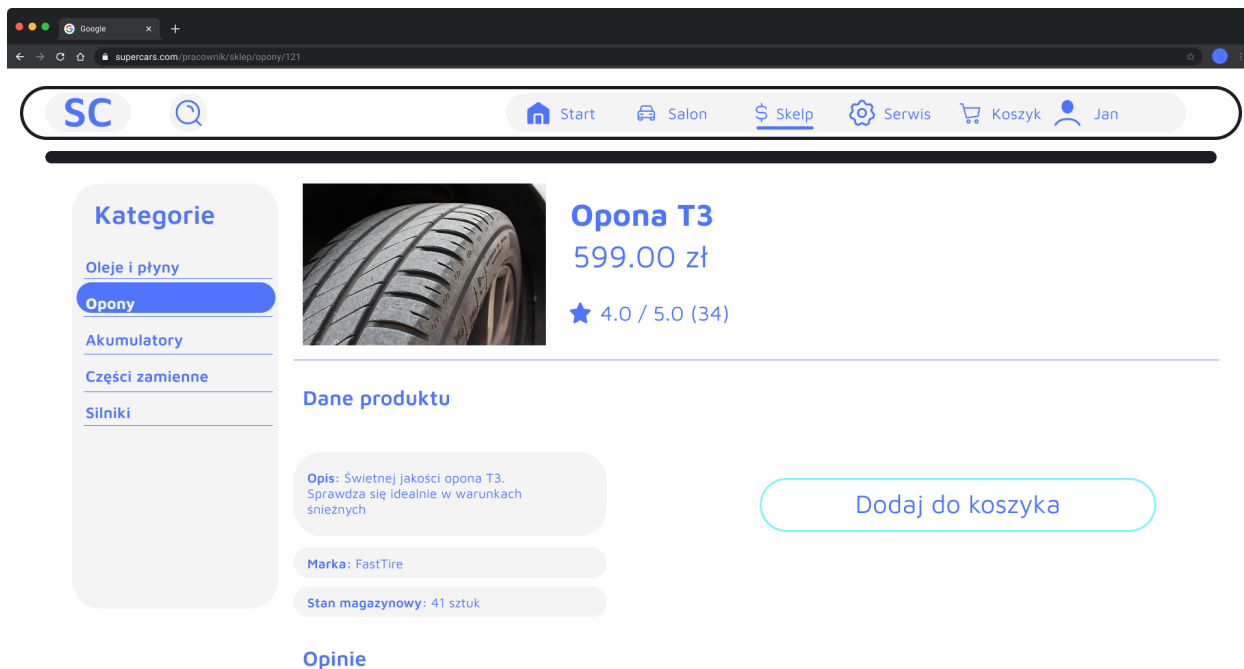 Google
supercars.com/pracownik/sklep/opony/121
SC
Start
Salon
$ Skelp
Serwis
Koszyk
Jan
Kategorie
Oleje i płyny
Opony
Akumulatory
Części zamienne
Silniki
Opona T3
599.00 zł
4.0 / 5.0 (34)
Dane produktu
Opis: Świetnej jakości opona T3.
Sprawdza się idealnie w warunkach
śnieżnych
Marka: FastTire
Stan magazynowy: 41 sztuk
Dodaj do koszyka
Opinie